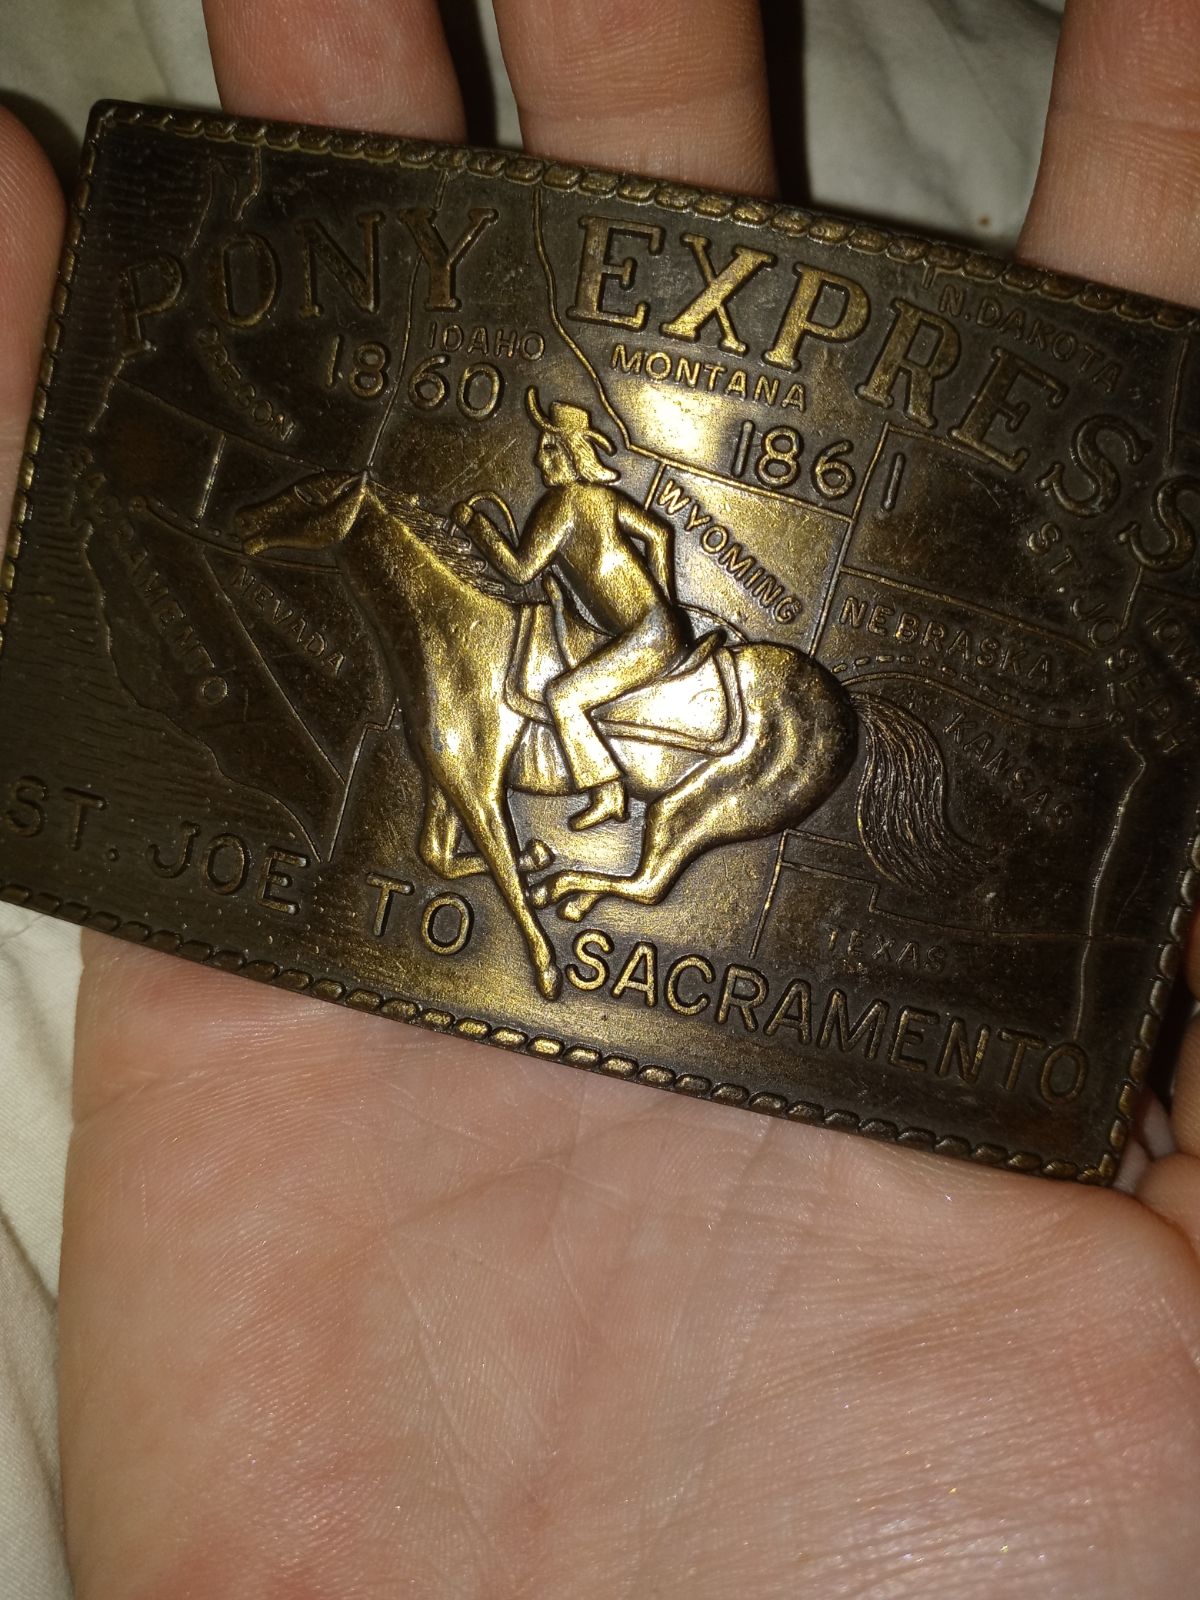 PONY EXPRESS
N. DAKOTA
IDAHO
MONTANA
OREGON
1860
1861
WYOMING
ST. JOSEPH
SACRAMENTO
NEVADA
NEBRASKA
IOWA
KANSAS
TEXAS
ST. JOE TO SACRAMENTO